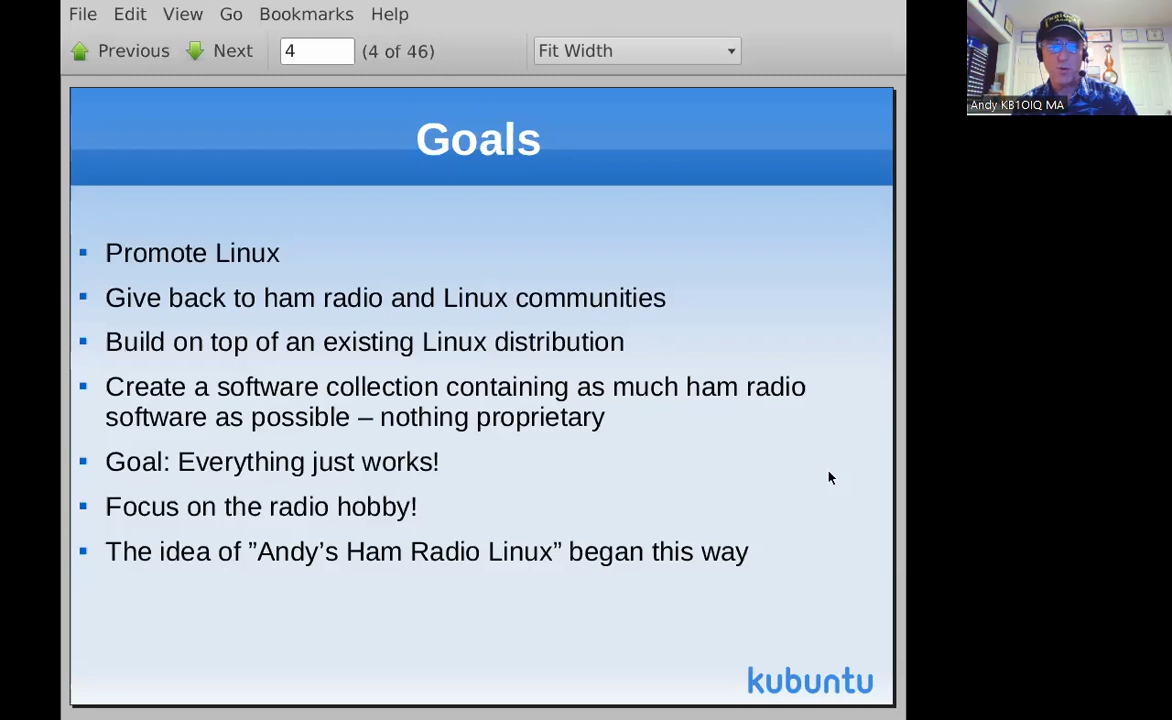 File Edit View Go Bookmarks Help
Previous Next 4 (4 of 46) Fit Width
Andy KB1OIQ MA
Goals
Promote Linux
Give back to ham radio and Linux communities
Build on top of an existing Linux distribution
Create a software collection containing as much ham radio
software as possible – nothing proprietary
Goal: Everything just works!
Focus on the radio hobby!
The idea of ”Andy’s Ham Radio Linux” began this way
kubuntu